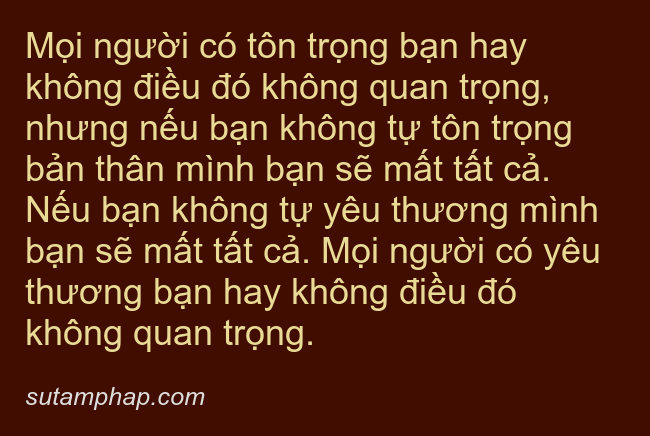 Mọi người có tôn trọng bạn hay
không điều đó không quan trọng,
nhưng nếu bạn không tự tôn trọng
bản thân mình bạn sẽ mất tất cả.
Nếu bạn không tự yêu thương mình
bạn sẽ mất tất cả. Mọi người có yêu
thương bạn hay không điều đó
không quan trọng.
sutamphap.com